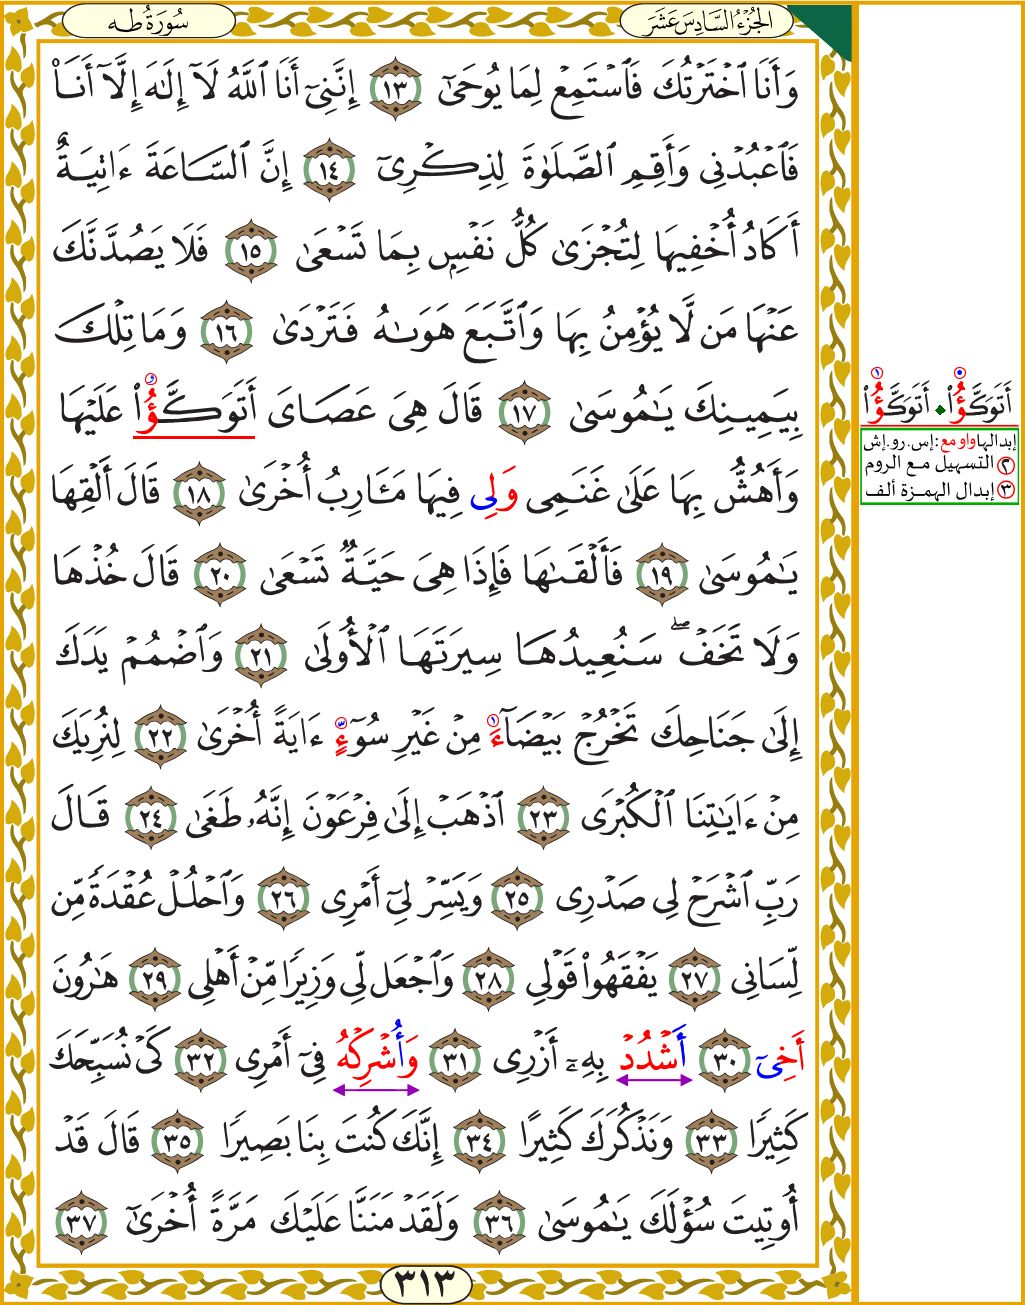 الجُزْءُ السَّادِسَ عَشَرَ
سُورَةُ طه
وَأَنَا ٱخۡتَرۡتُكَ فَٱسۡتَمِعۡ لِمَا يُوحَىٰٓ ١٣ إِنَّنِيٓ أَنَا ٱللَّهُ لَآ إِلَٰهَ إِلَّآ أَنَا۠
فَٱعۡبُدۡنِي وَأَقِمِ ٱلصَّلَوٰةَ لِذِكۡرِيٓ ١٤ إِنَّ ٱلسَّاعَةَ ءَاتِيَةٌ
أَكَادُ أُخۡفِيهَا لِتُجۡزَىٰ كُلُّ نَفۡسِۭ بِمَا تَسۡعَىٰ ١٥ فَلَا يَصُدَّنَّكَ
عَنۡهَا مَن لَّا يُؤۡمِنُ بِهَا وَٱتَّبَعَ هَوَىٰهُ فَتَرۡدَىٰ ١٦ وَمَا تِلۡكَ
بِيَمِينِكَ يَٰمُوسَىٰ ١٧ قَالَ هِيَ عَصَايَ أَتَوَكَّؤُاْ عَلَيۡهَا
وَأَهُشُّ بِهَا عَلَىٰ غَنَمِي وَلِي فِيهَا مَـَٔارِبُ أُخۡرَىٰ ١٨ قَالَ أَلۡقِهَا
يَٰمُوسَىٰ ١٩ فَأَلۡقَىٰهَا فَإِذَا هِيَ حَيَّةٞ تَسۡعَىٰ ٢٠ قَالَ خُذۡهَا
وَلَا تَخَفۡۖ سَنُعِيدُهَا سِيرَتَهَا ٱلۡأُولَىٰ ٢١ وَٱضۡمُمۡ يَدَكَ
إِلَىٰ جَنَاحِكَ تَخۡرُجۡ بَيۡضَآءَ مِنۡ غَيۡرِ سُوٓءٍ ءَايَةً أُخۡرَىٰ ٢٢ لِنُرِيَكَ
مِنۡ ءَايَٰتِنَا ٱلۡكُبۡرَى ٢٣ ٱذۡهَبۡ إِلَىٰ فِرۡعَوۡنَ إِنَّهُۥ طَغَىٰ ٢٤ قَالَ
رَبِّ ٱشۡرَحۡ لِي صَدۡرِي ٢٥ وَيَسِّرۡ لِيٓ أَمۡرِي ٢٦ وَٱحۡلُلۡ عُقۡدَةٗ مِّن
لِّسَانِي ٢٧ يَفۡقَهُواْ قَوۡلِي ٢٨ وَٱجۡعَل لِّي وَزِيرٗا مِّنۡ أَهۡلِي ٢٩ هَٰرُونَ
أَخِيٓ ٣٠ أَشۡدُدۡ بِهِۦٓ أَزۡرِي ٣١ وَأُشۡرِكۡهُ فِيٓ أَمۡرِي ٣٢ كَيۡ نُسَبِّحَكَ
كَثِيرٗا ٣٣ وَنَذۡكُرَكَ كَثِيرًا ٣٤ إِنَّكَ كُنتَ بِنَا بَصِيرٗا ٣٥ قَالَ قَدۡ
أُوتِيتَ سُؤۡلَكَ يَٰمُوسَىٰ ٣٦ وَلَقَدۡ مَنَنَّا عَلَيۡكَ مَرَّةً أُخۡرَىٰٓ ٣٧
٣١٣
أَتَوَكَّؤُاْ • أَتَوَكَّؤُاْ
إبدالها واو مع: إس. رو. إش
٢ التسهيل مع الروم
٣ إبدال الهمزة ألف